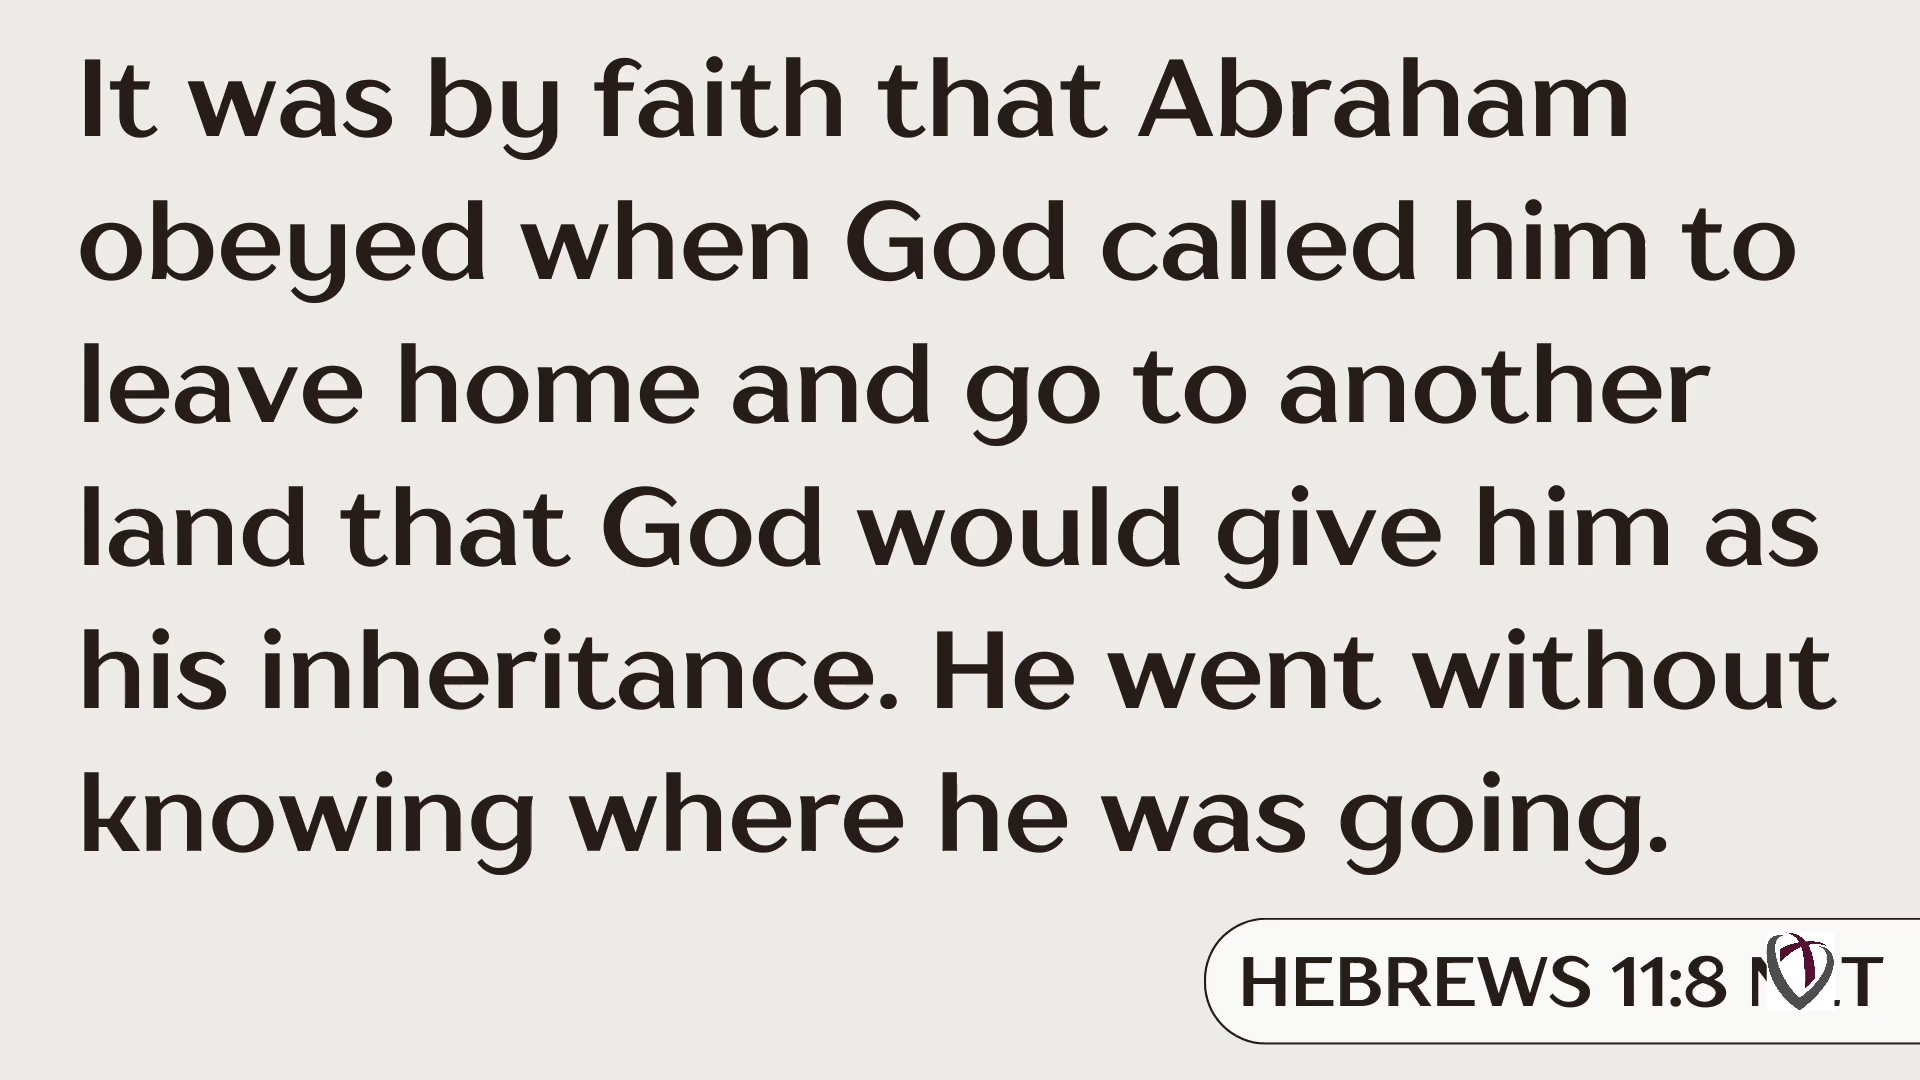 It was by faith that Abraham
obeyed when God called him to
leave home and go to another
land that God would give him as
his inheritance. He went without
knowing where he was going.
HEBREWS 11:8